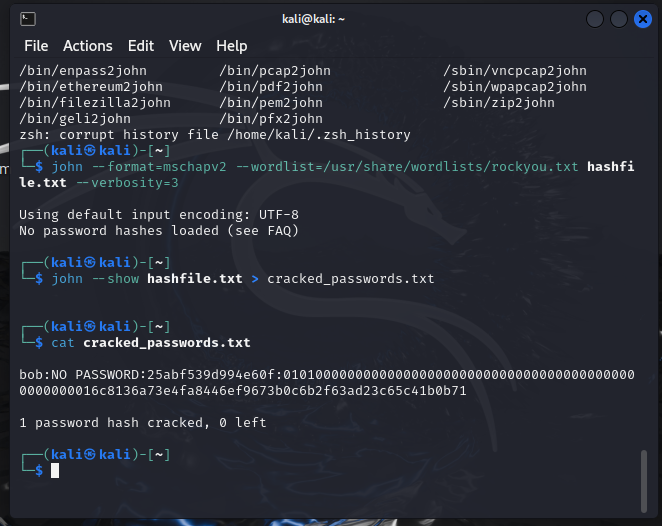 kali@kali: ~
File Actions Edit View Help
/bin/enpass2john /bin/pcap2john /sbin/vncpcap2john
/bin/ethereum2john /bin/pdf2john /sbin/wpapcap2john
/bin/filezilla2john /bin/pem2john /sbin/zip2john
/bin/geli2john /bin/pfx2john
zsh: corrupt history file /home/kali/.zsh_history
┌──(kali㉿kali)-[~]
└─$ john --format=mschapv2 --wordlist=/usr/share/wordlists/rockyou.txt hashfi
le.txt --verbosity=3
Using default input encoding: UTF-8
No password hashes loaded (see FAQ)
┌──(kali㉿kali)-[~]
└─$ john --show hashfile.txt > cracked_passwords.txt
┌──(kali㉿kali)-[~]
└─$ cat cracked_passwords.txt
bob:NO PASSWORD:25abf539d994e60f:010100000000000000000000000000000000000000000
0000000016c8136a73e4fa8446ef9673b0c6b2f63ad23c65c41b0b71
1 password hash cracked, 0 left
┌──(kali㉿kali)-[~]
└─$